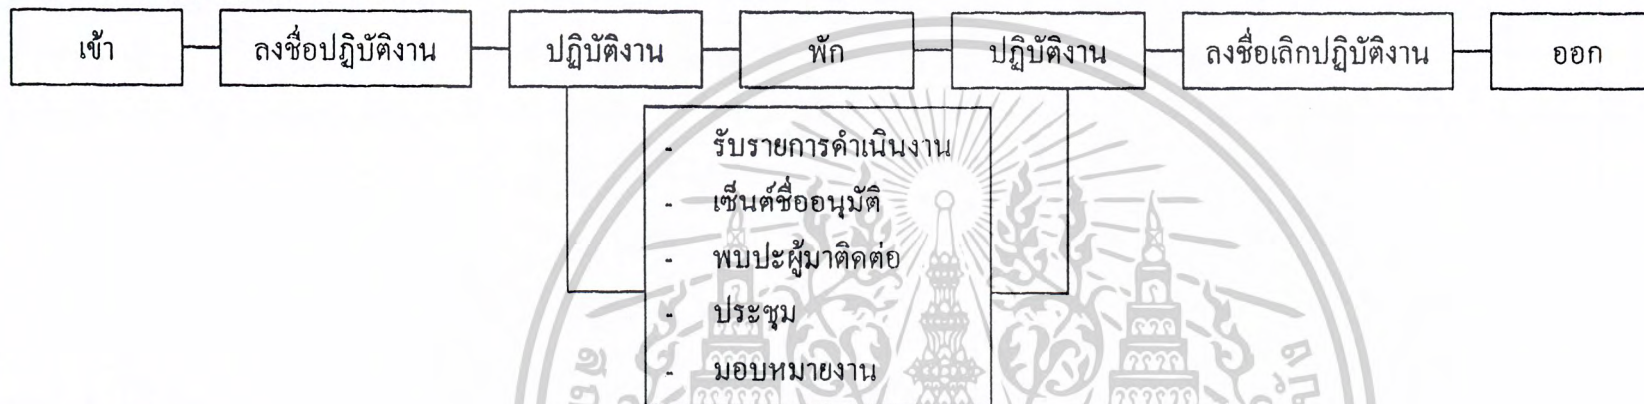 เข้า ลงชื่อปฏิบัติงาน ปฏิบัติงาน พัก ปฏิบัติงาน ลงชื่อเลิกปฏิบัติงาน ออก
- รับรายการดำเนินงาน
- เซ็นต์ชื่ออนุมัติ
- พบปะผู้มาติดต่อ
- ประชุม
- มอบหมายงาน